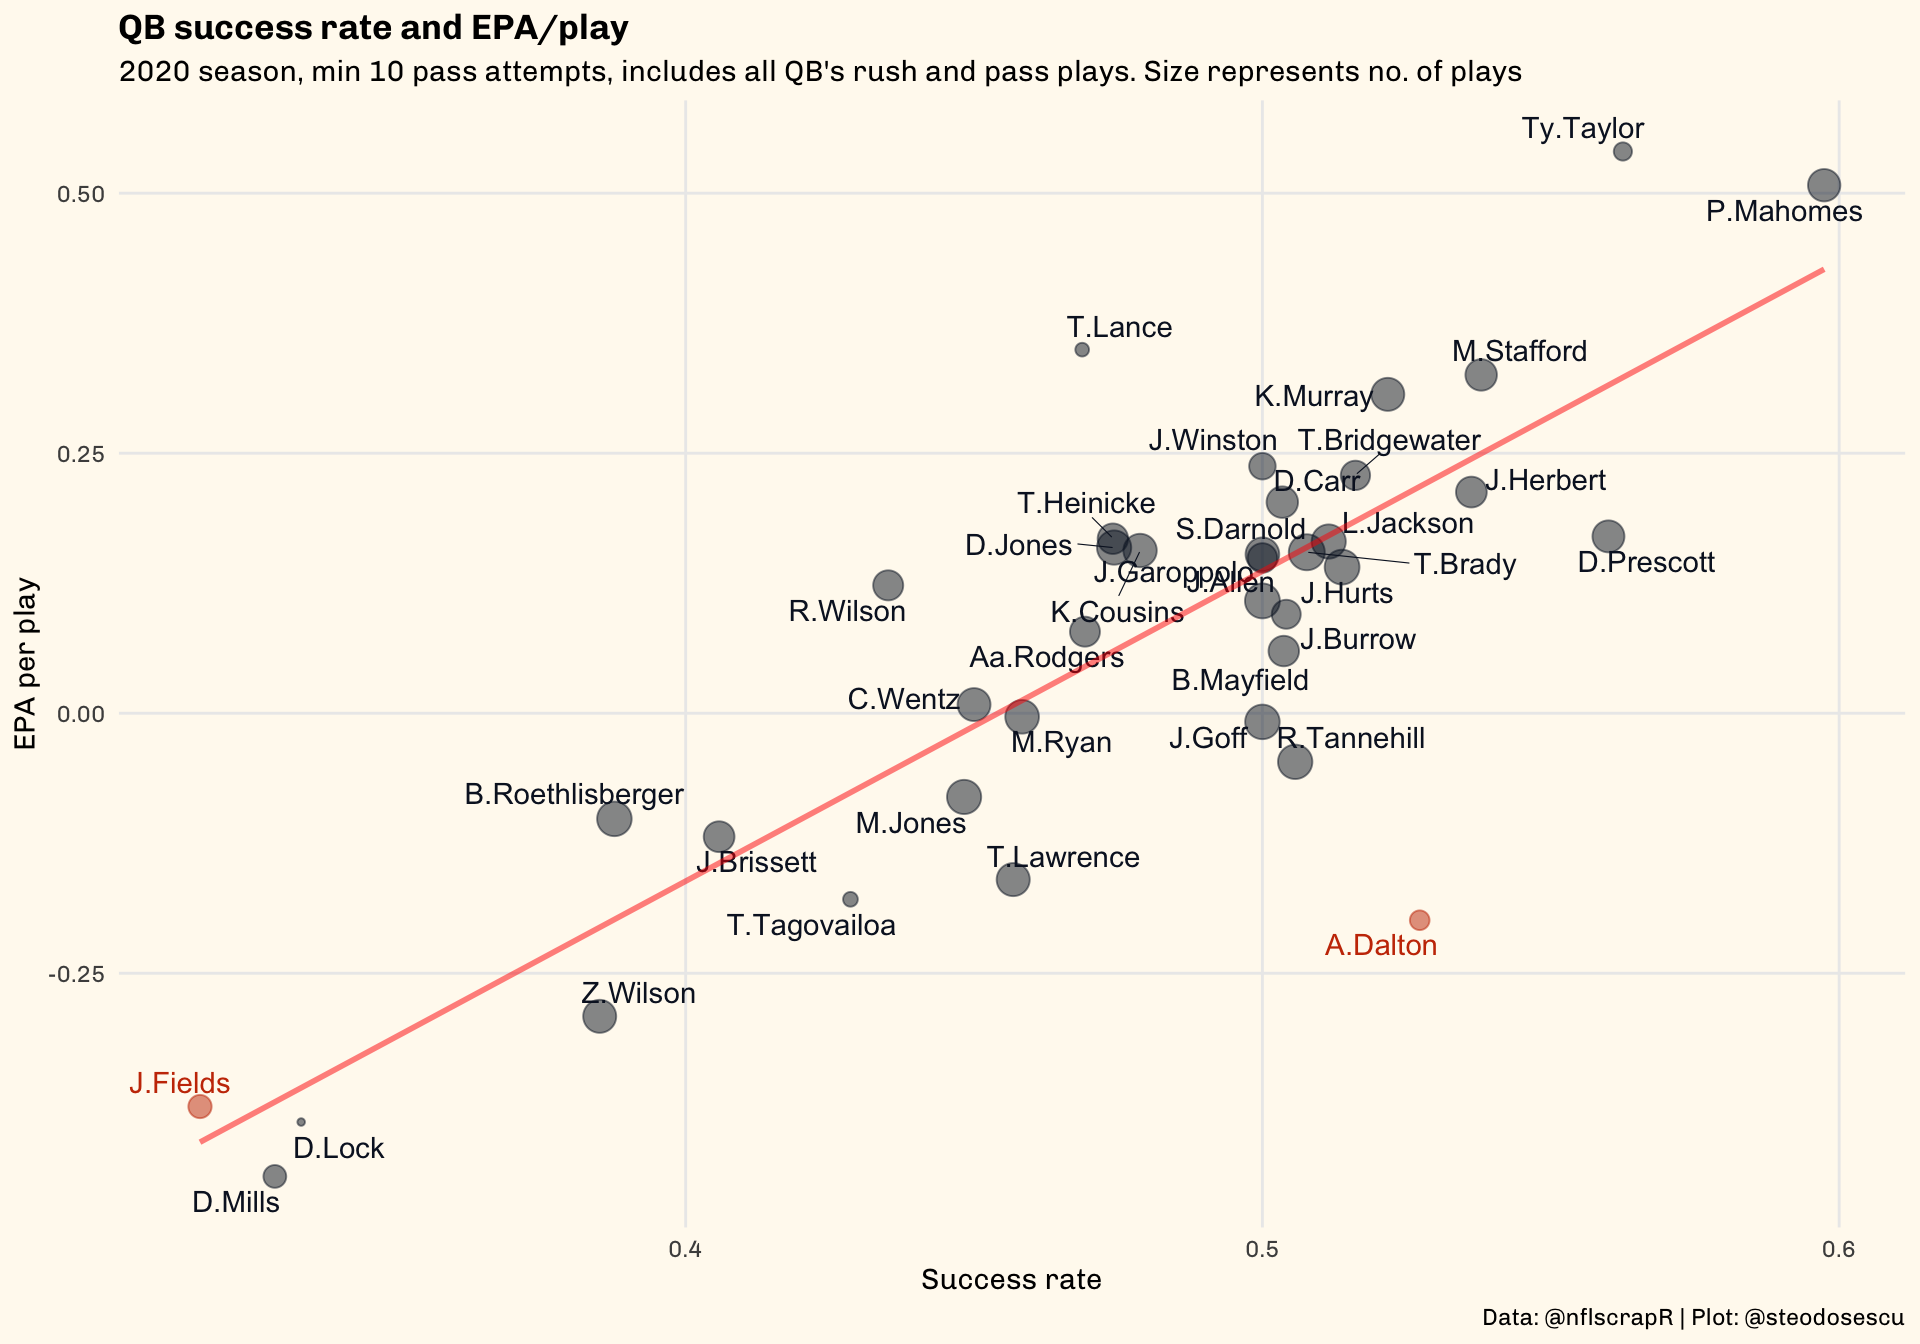 QB success rate and EPA/play
2020 season, min 10 pass attempts, includes all QB's rush and pass plays. Size represents no. of plays
Ty.Taylor
0.50
P.Mahomes
T.Lance
M.Stafford
K.Murray
J.Winston
T.Bridgewater
0.25
D.Carr
J.Herbert
T.Heinicke
L.Jackson
S.Darnold
D.Jones
D.Prescott
T.Brady
J.Garoppolo
J.Allen
J.Hurts
R.Wilson
K.Cousins
J.Burrow
Aa.Rodgers
B.Mayfield
EPA per play
C.Wentz
0.00
M.Ryan
J.Goff
R.Tannehill
B.Roethlisberger
M.Jones
T.Lawrence
J.Brissett
T.Tagovailoa
A.Dalton
-0.25
Z.Wilson
J.Fields
D.Lock
D.Mills
0.4
0.5
0.6
Success rate
Data: @nflscrapR | Plot: @steodosescu